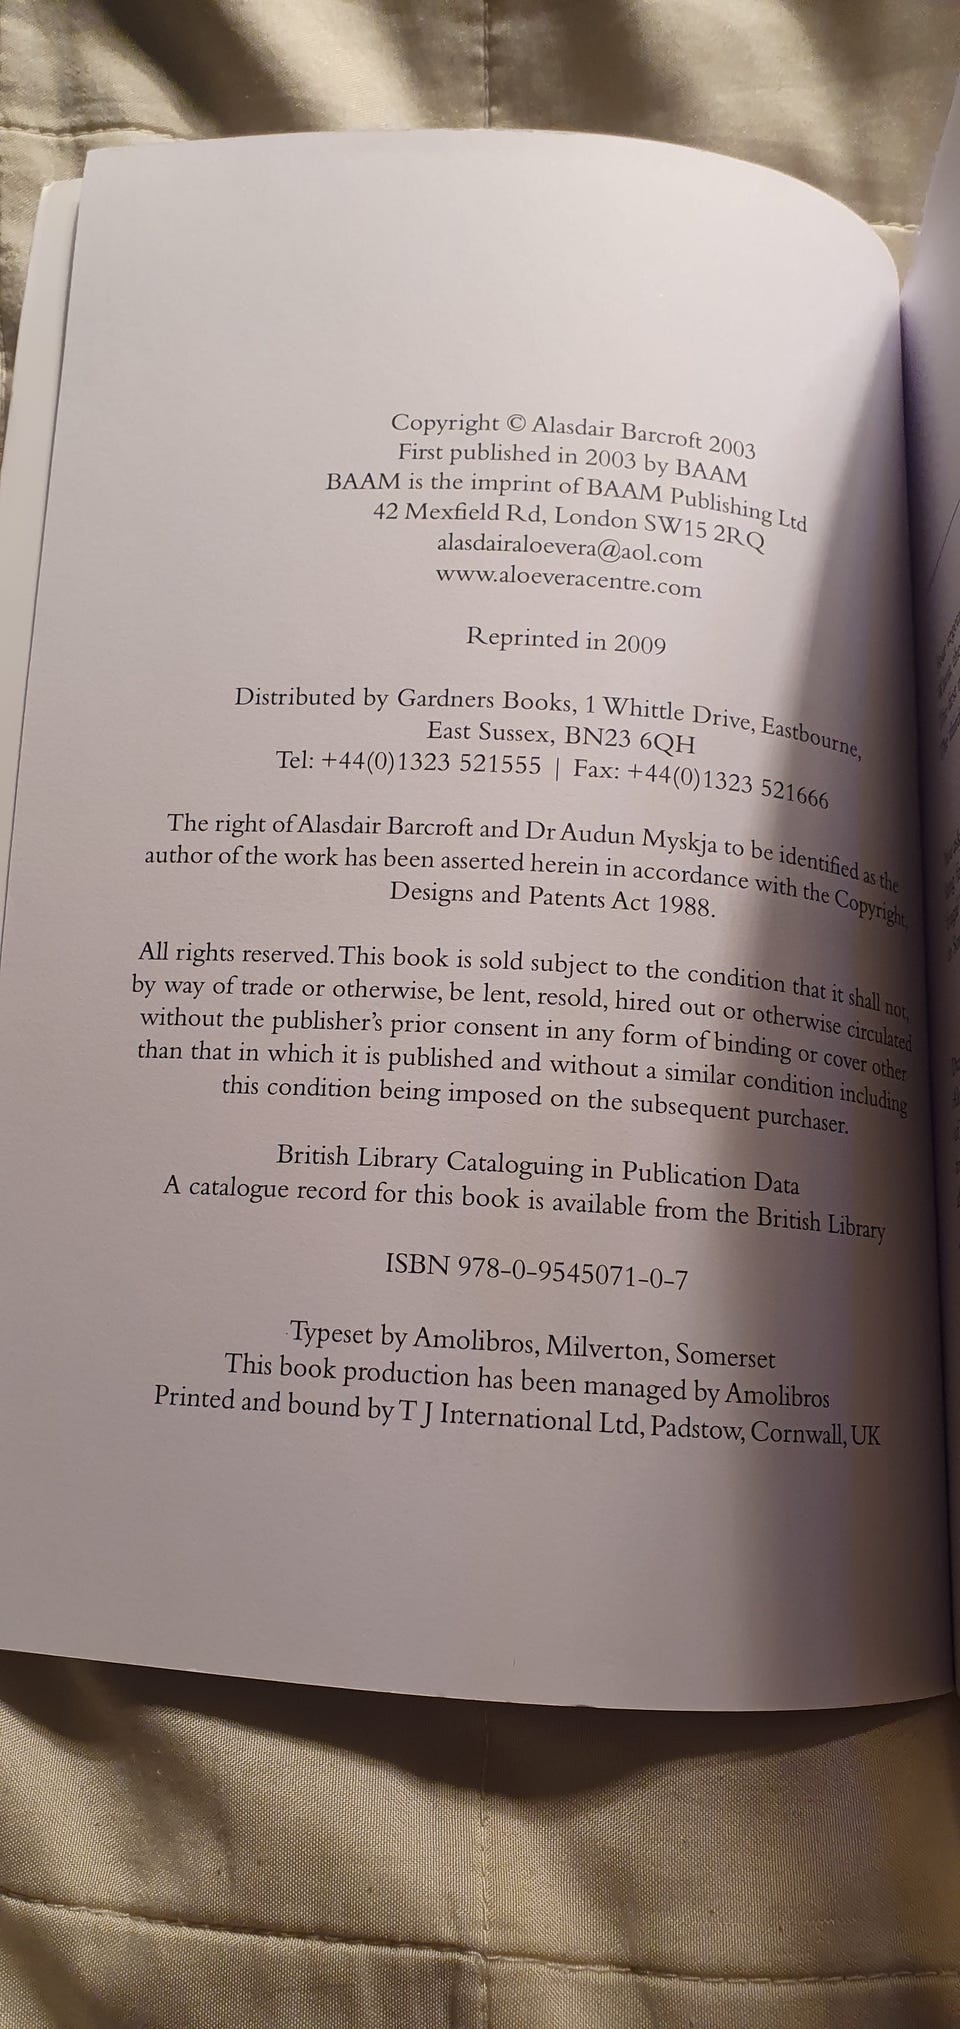 Copyright © Alasdair Barcroft 2003
First published in 2003 by BAAM
BAAM is the imprint of BAAM Publishing Ltd
42 Mexfield Rd, London SW15 2RQ
alasdairaloevera@aol.com
www.aloeveracentre.com
Reprinted in 2009
Distributed by Gardners Books, 1 Whittle Drive, Eastbourne,
East Sussex, BN23 6QH
Tel: +44(0)1323 521555 | Fax: +44(0)1323 521666
The right of Alasdair Barcroft and Dr Audun Myskja to be identified as the
author of the work has been asserted herein in accordance with the Copyright,
Designs and Patents Act 1988.
All rights reserved. This book is sold subject to the condition that it shall not,
by way of trade or otherwise, be lent, resold, hired out or otherwise circulated
without the publisher's prior consent in any form of binding or cover other
than that in which it is published and without a similar condition including
this condition being imposed on the subsequent purchaser.
British Library Cataloguing in Publication Data
A catalogue record for this book is available from the British Library
ISBN 978-0-9545071-0-7
Typeset by Amolibros, Milverton, Somerset
This book production has been managed by Amolibros
Printed and bound by T J International Ltd, Padstow, Cornwall, UK